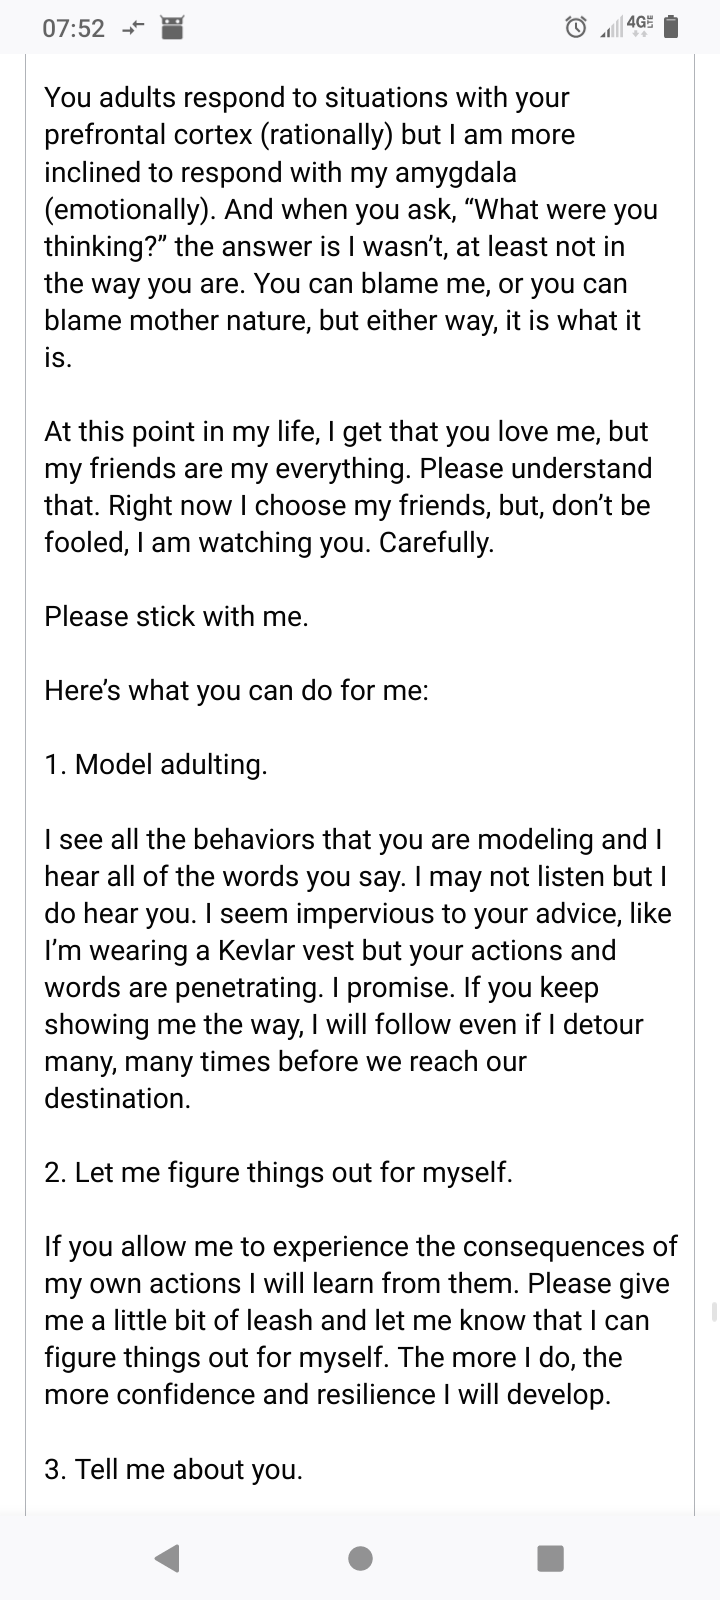 07:52
4G LTE
You adults respond to situations with your
prefrontal cortex (rationally) but I am more
inclined to respond with my amygdala
(emotionally). And when you ask, “What were you
thinking?” the answer is I wasn’t, at least not in
the way you are. You can blame me, or you can
blame mother nature, but either way, it is what it
is.
At this point in my life, I get that you love me, but
my friends are my everything. Please understand
that. Right now I choose my friends, but, don’t be
fooled, I am watching you. Carefully.
Please stick with me.
Here’s what you can do for me:
1. Model adulting.
I see all the behaviors that you are modeling and I
hear all of the words you say. I may not listen but I
do hear you. I seem impervious to your advice, like
I’m wearing a Kevlar vest but your actions and
words are penetrating. I promise. If you keep
showing me the way, I will follow even if I detour
many, many times before we reach our
destination.
2. Let me figure things out for myself.
If you allow me to experience the consequences of
my own actions I will learn from them. Please give
me a little bit of leash and let me know that I can
figure things out for myself. The more I do, the
more confidence and resilience I will develop.
3. Tell me about you.